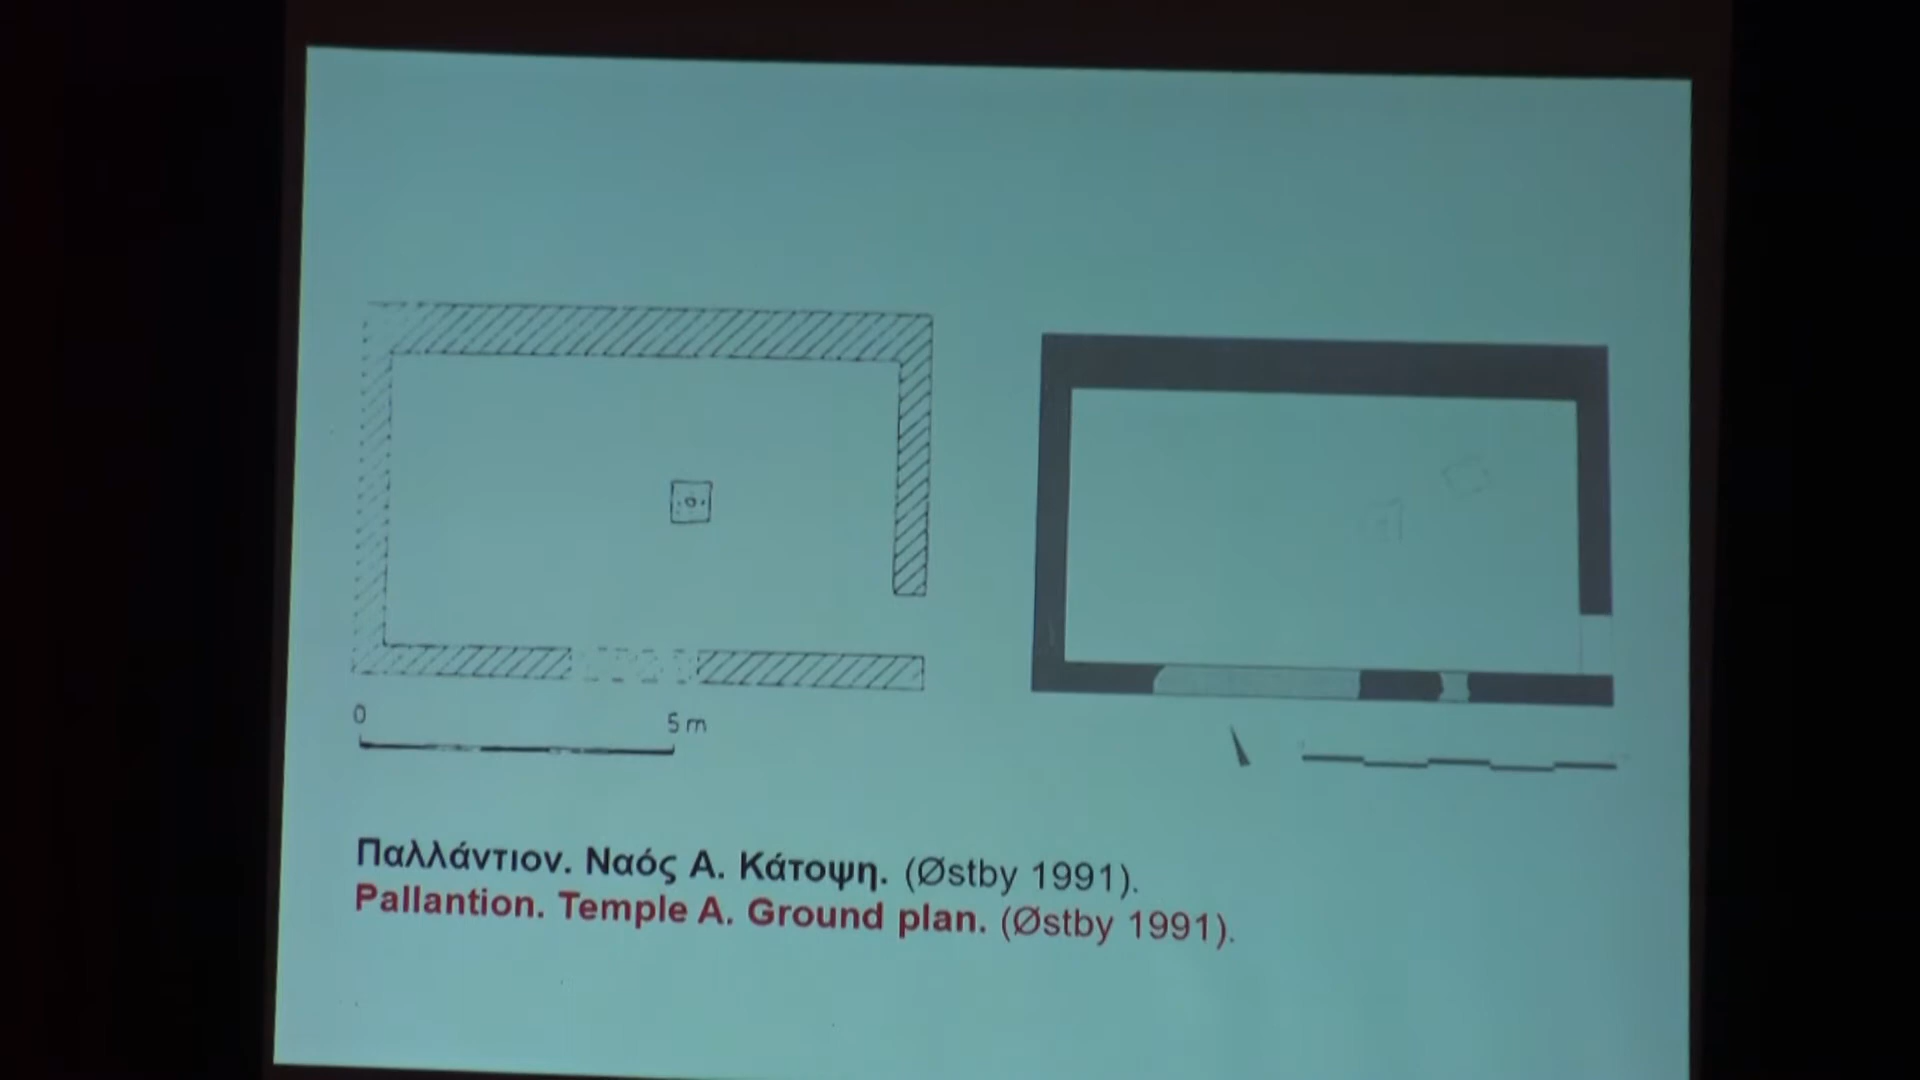 0
5 m
Παλλάντιον. Ναός Α. Κάτοψη. (Østby 1991).
Pallantion. Temple A. Ground plan. (Østby 1991).